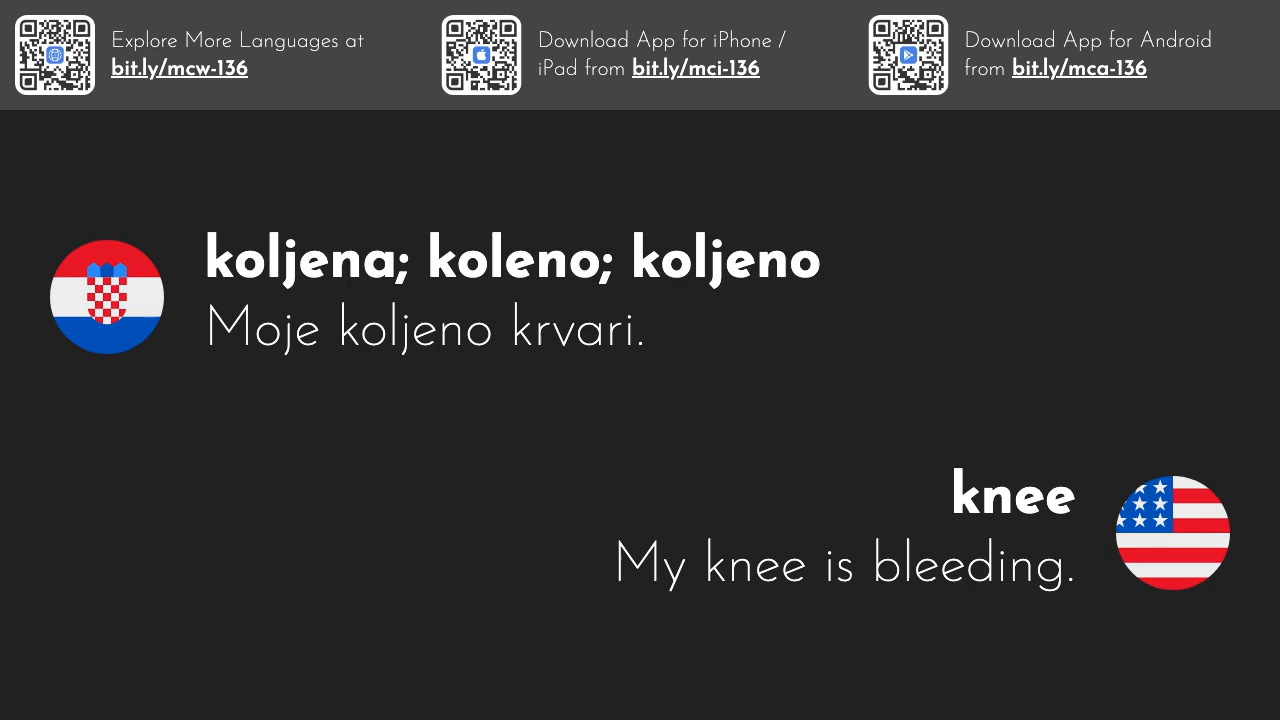 Explore More Languages at
bit.ly/mcw-136
Download App for iPhone /
iPad from bit.ly/mci-136
Download App for Android
from bit.ly/mca-136
koljena; koleno; koljeno
Moje koljeno krvari.
knee
My knee is bleeding.